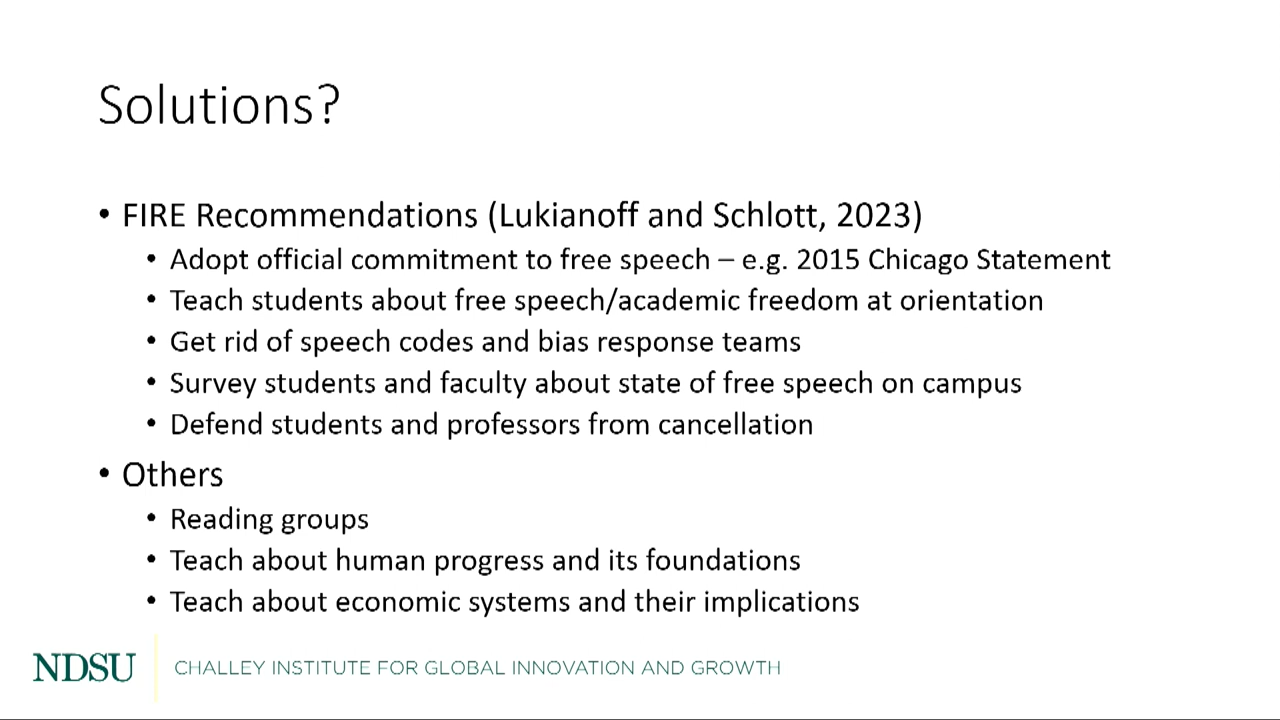 Solutions?
• FIRE Recommendations (Lukianoff and Schlott, 2023)
• Adopt official commitment to free speech – e.g. 2015 Chicago Statement
• Teach students about free speech/academic freedom at orientation
• Get rid of speech codes and bias response teams
• Survey students and faculty about state of free speech on campus
• Defend students and professors from cancellation
• Others
• Reading groups
• Teach about human progress and its foundations
• Teach about economic systems and their implications
NDSU CHALLEY INSTITUTE FOR GLOBAL INNOVATION AND GROWTH